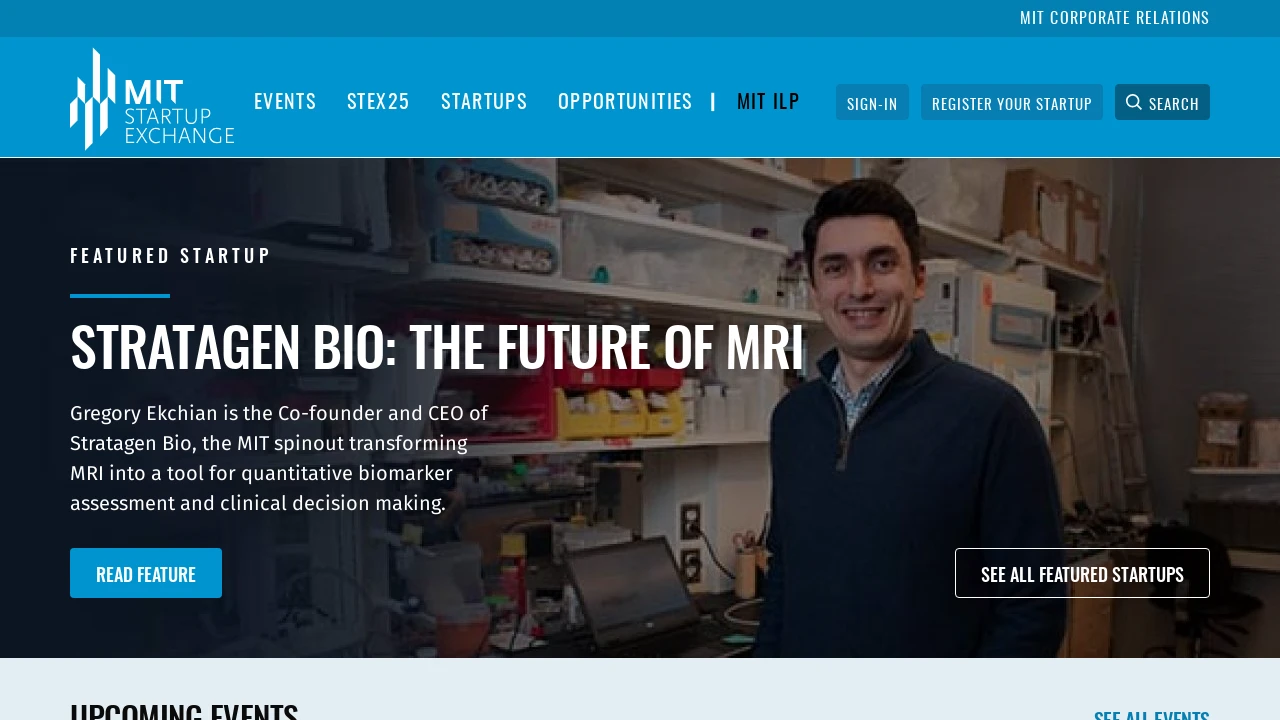 MIT CORPORATE RELATIONS
MIT
STARTUP
EXCHANGE
EVENTS
STEX25
STARTUPS
OPPORTUNITIES
|
MIT ILP
SIGN-IN
REGISTER YOUR STARTUP
SEARCH
FEATURED STARTUP
STRATAGEN BIO: THE FUTURE OF MRI
Gregory Ekchian is the Co-founder and CEO of
Stratagen Bio, the MIT spinout transforming
MRI into a tool for quantitative biomarker
assessment and clinical decision making.
READ FEATURE
SEE ALL FEATURED STARTUPS
UPCOMING EVENTS
SEE ALL EVENTS